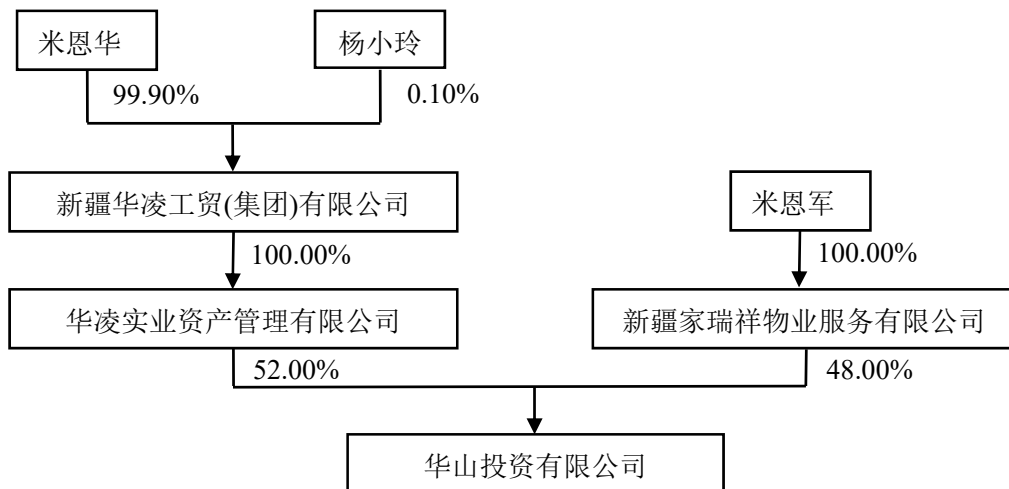 米恩华
杨小玲
99.90%
0.10%
新疆华凌工贸(集团)有限公司
米恩军
100.00%
100.00%
华凌实业资产管理有限公司
新疆家瑞祥物业服务有限公司
52.00%
48.00%
华山投资有限公司